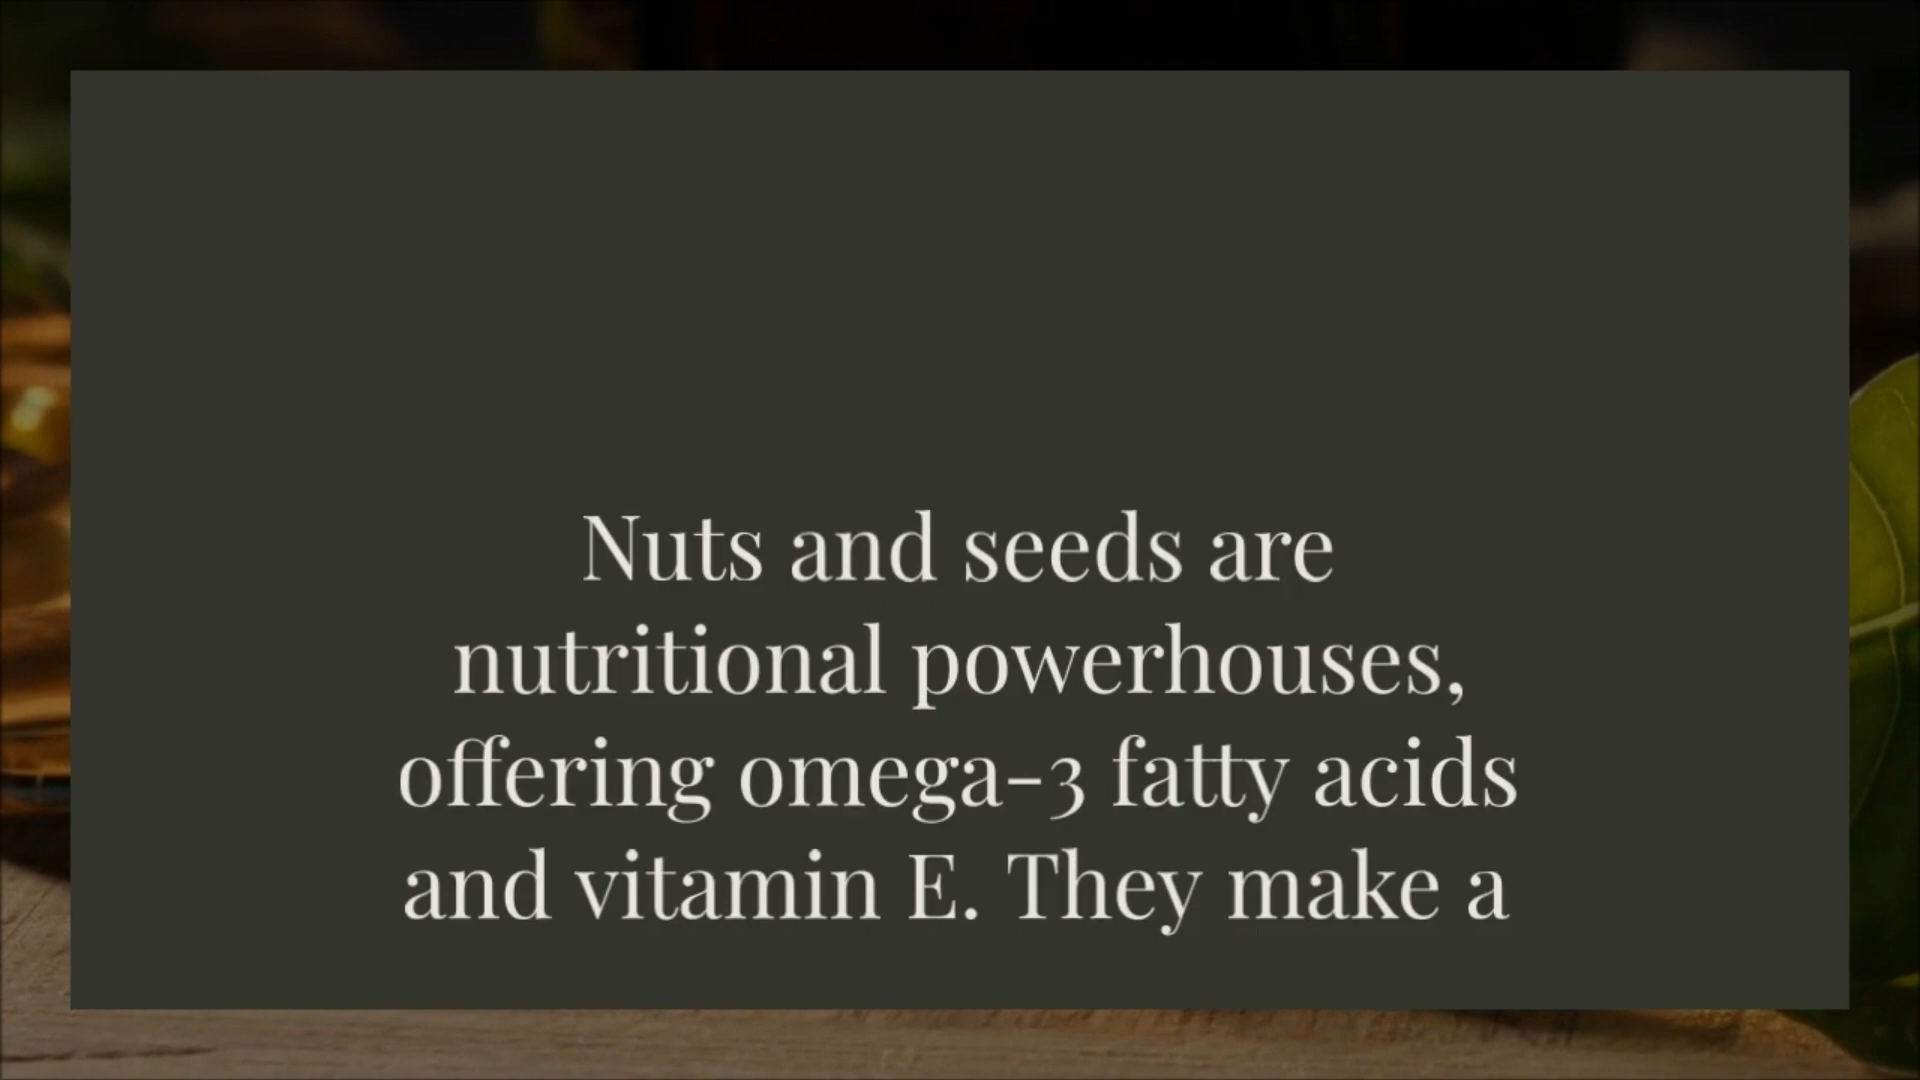 Nuts and seeds are
nutritional powerhouses,
offering omega-3 fatty acids
and vitamin E. They make a